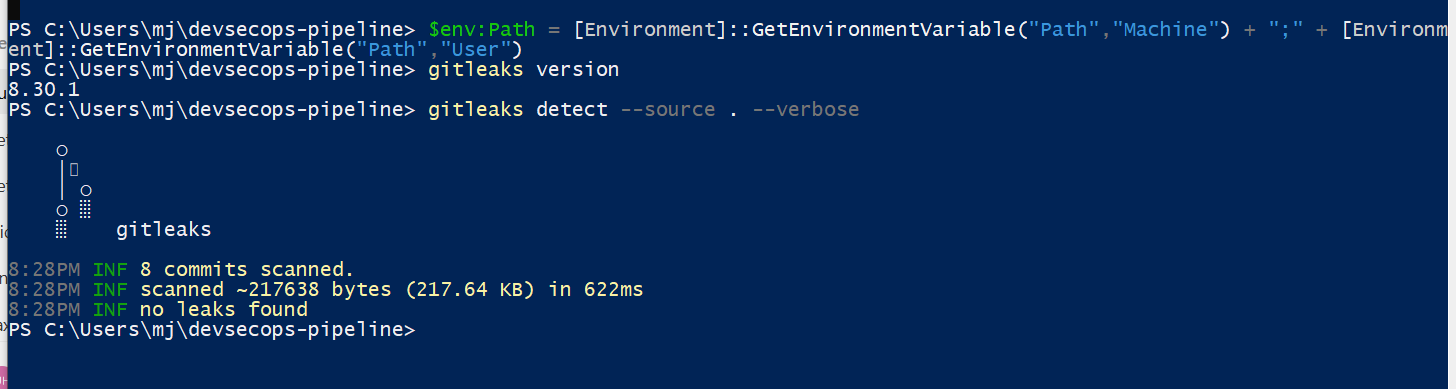 PS C:\Users\mj\devsecops-pipeline> $env:Path = [Environment]::GetEnvironmentVariable("Path","Machine") + ";" + [Environm
ent]::GetEnvironmentVariable("Path","User")
PS C:\Users\mj\devsecops-pipeline> gitleaks version
8.30.1
PS C:\Users\mj\devsecops-pipeline> gitleaks detect --source . --verbose
gitleaks
8:28PM INF 8 commits scanned.
8:28PM INF scanned ~217638 bytes (217.64 KB) in 622ms
8:28PM INF no leaks found
PS C:\Users\mj\devsecops-pipeline>